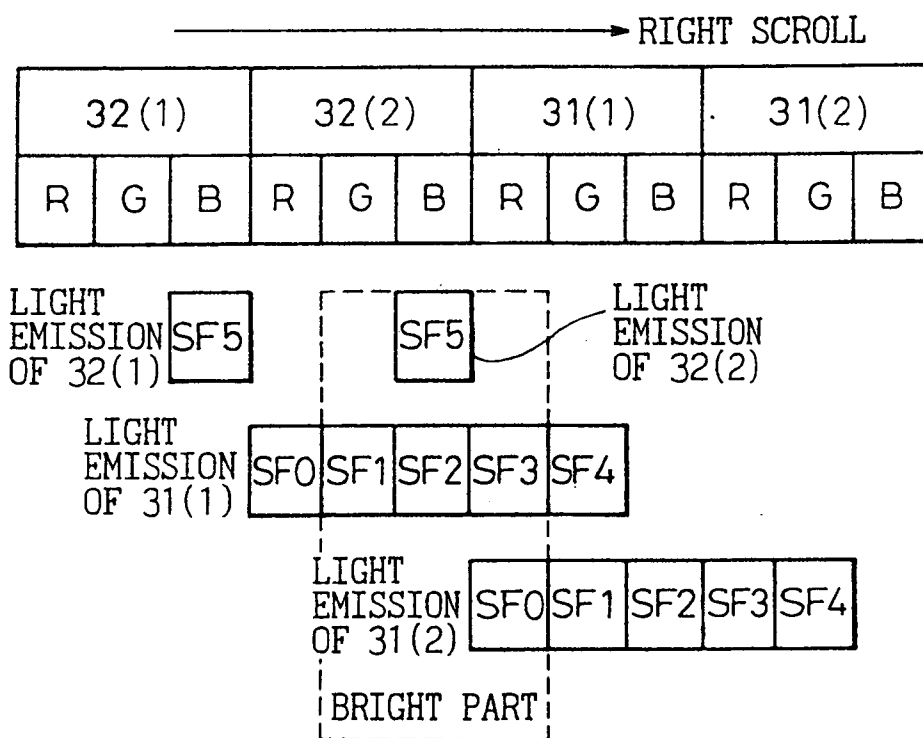 RIGHT SCROLL
32(1) 32(2) 31(1) 31(2)
R G B R G B R G B R G B
LIGHT
EMISSION
OF 32(1)
SF5
SF5
LIGHT
EMISSION
OF 32(2)
LIGHT
EMISSION
OF 31(1)
SF0 SF1 SF2 SF3 SF4
LIGHT
EMISSION
OF 31(2)
SF0 SF1 SF2 SF3 SF4
BRIGHT PART